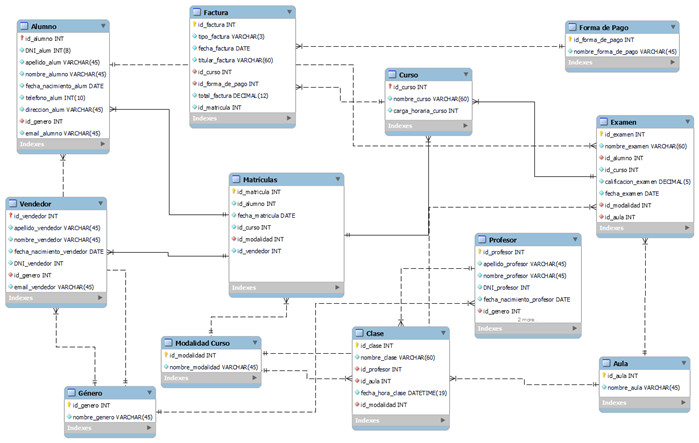 Alumno
id_alumno INT
DNI_alum INT(8)
apellido_alum VARCHAR(45)
nombre_alumno VARCHAR(45)
fecha_nacimiento_alum DATE
telefono_alum INT(10)
direccion_alum VARCHAR(45)
id_genero INT
email_alumno VARCHAR(45)
Indexes
Factura
id_factura INT
tipo_factura VARCHAR(3)
fecha_factura DATE
titular_factura VARCHAR(60)
id_curso INT
id_forma_de_pago INT
total_factura DECIMAL(12)
id_matricula INT
Indexes
Forma de Pago
id_forma_de_pago INT
nombre_forma_de_pago VARCHAR(45)
Indexes
Curso
id_curso INT
nombre_curso VARCHAR(60)
carga_horaria_curso INT
Indexes
Examen
id_examen INT
nombre_examen VARCHAR(60)
id_alumno INT
id_curso INT
calificacion_examen DECIMAL(5)
fecha_examen DATE
id_modalidad INT
id_aula INT
Indexes
Matrículas
id_matricula INT
id_alumno INT
fecha_matricula DATE
id_curso INT
id_modalidad INT
id_vendedor INT
Indexes
Vendedor
id_vendedor INT
apellido_vendedor VARCHAR(45)
nombre_vendedor VARCHAR(45)
fecha_nacimiento_vendedor DATE
DNI_vendedor INT
id_genero INT
email_vendedor VARCHAR(45)
Indexes
Profesor
id_profesor INT
apellido_profesor VARCHAR(45)
nombre_profesor VARCHAR(45)
DNI_profesor INT
fecha_nacimiento_profesor DATE
id_genero INT
2 more...
Indexes
Modalidad Curso
id_modalidad INT
nombre_modalidad VARCHAR(45)
Indexes
Clase
id_clase INT
nombre_clase VARCHAR(60)
id_profesor INT
id_aula INT
fecha_hora_clase DATETIME(19)
id_modalidad INT
Indexes
Aula
id_aula INT
nombre_aula VARCHAR(45)
Indexes
Género
id_genero INT
nombre_genero VARCHAR(45)
Indexes